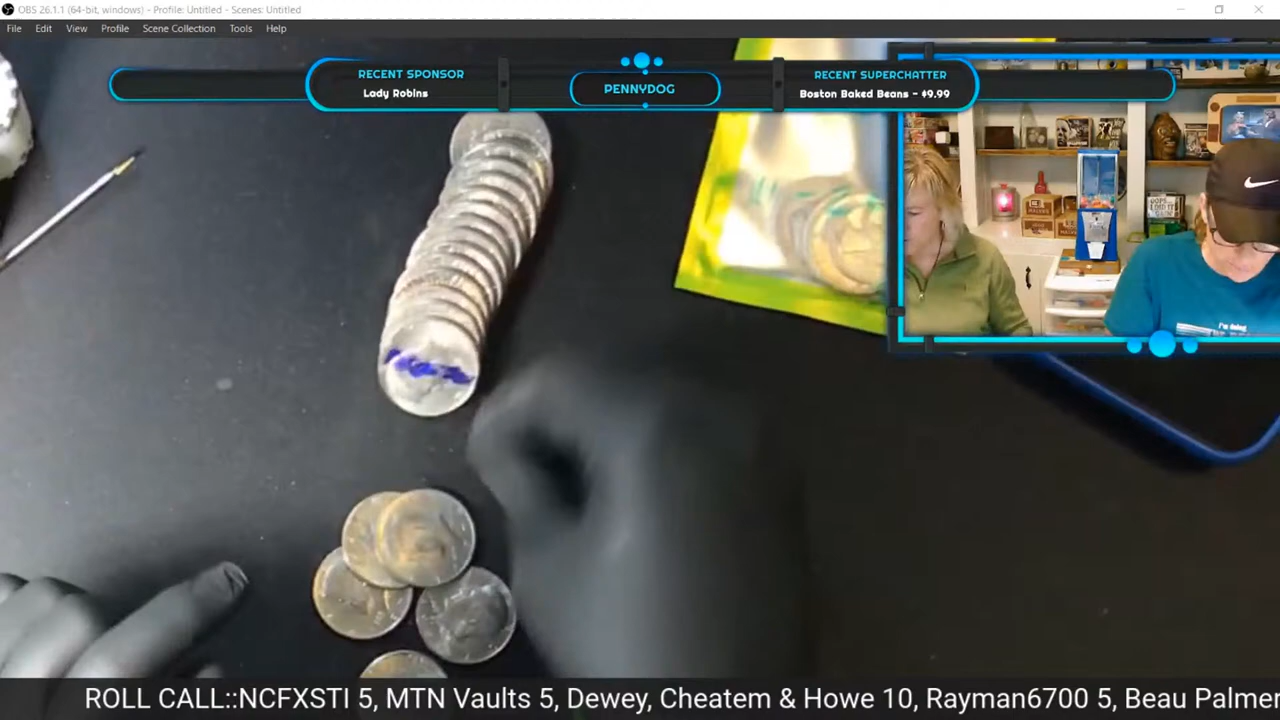 OBS 26.1.1 (64-bit, windows) - Profile: Untitled - Scenes: Untitled
File Edit View Profile Scene Collection Tools Help
RECENT SPONSOR
Lady Robins
PENNYDOG
RECENT SUPERCHATTER
Boston Baked Beans - $9.99
I'm doing
ROLL CALL::NCFXSTI 5, MTN Vaults 5, Dewey, Cheatem & Howe 10, Rayman6700 5, Beau Palmer